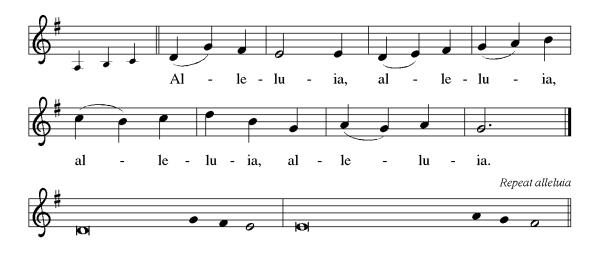 Al - le - lu - ia, al - le - lu - ia,
al - le - lu - ia, al - le - lu - ia.
Repeat alleluia